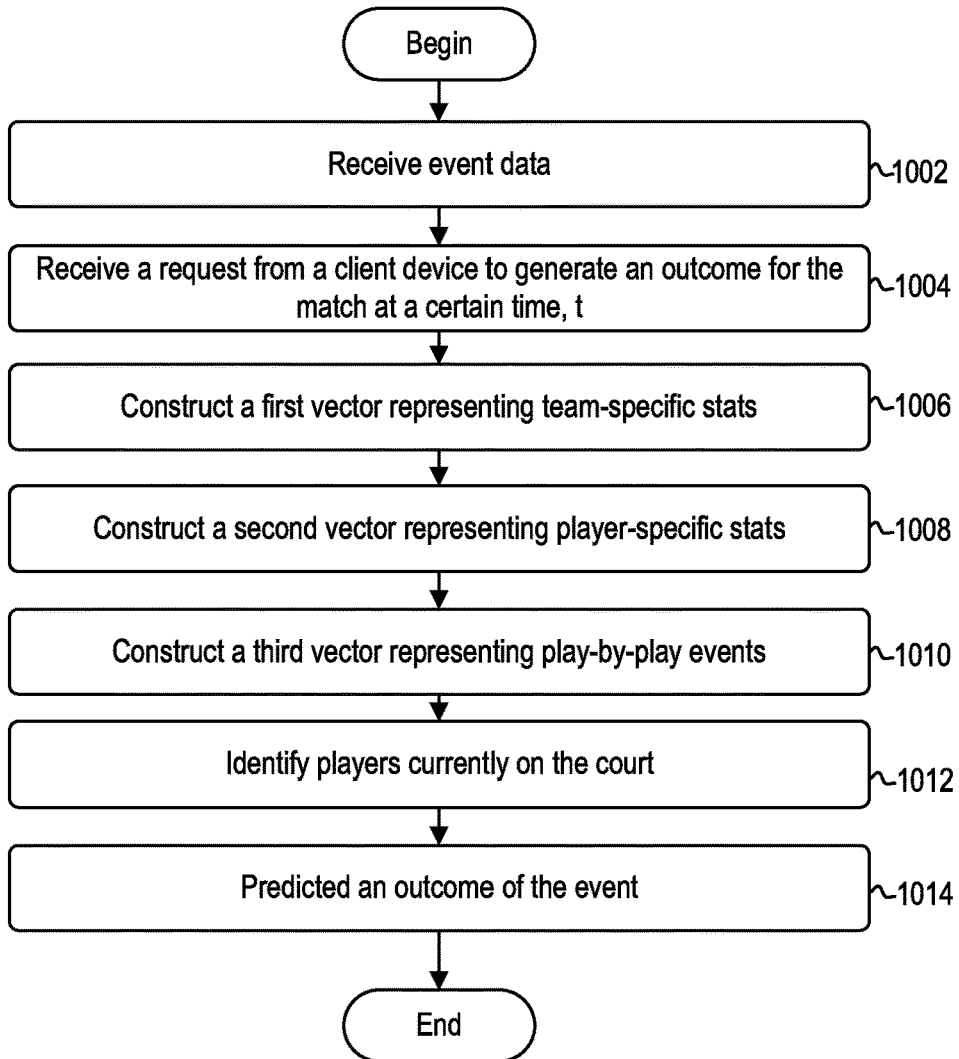 Begin
Receive event data
1002
Receive a request from a client device to generate an outcome for the
match at a certain time, t
1004
Construct a first vector representing team-specific stats
1006
Construct a second vector representing player-specific stats
1008
Construct a third vector representing play-by-play events
1010
Identify players currently on the court
1012
Predicted an outcome of the event
1014
End